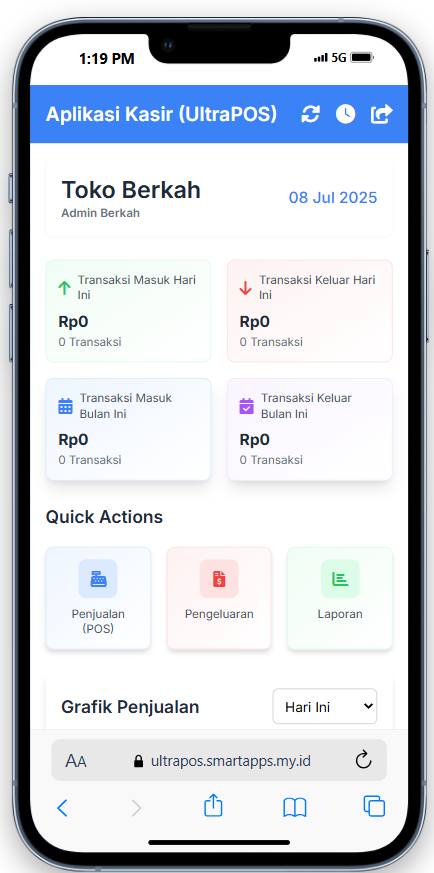 1:19 PM
5G
Aplikasi Kasir (UltraPOS)
Toko Berkah
Admin Berkah
08 Jul 2025
Transaksi Masuk Hari
Ini
Rp0
0 Transaksi
Transaksi Keluar Hari
Ini
Rp0
0 Transaksi
Transaksi Masuk
Bulan Ini
Rp0
0 Transaksi
Transaksi Keluar
Bulan Ini
Rp0
0 Transaksi
Quick Actions
Penjualan
(POS)
Pengeluaran
Laporan
Grafik Penjualan
Hari Ini
AA
ultrapos.smartapps.my.id